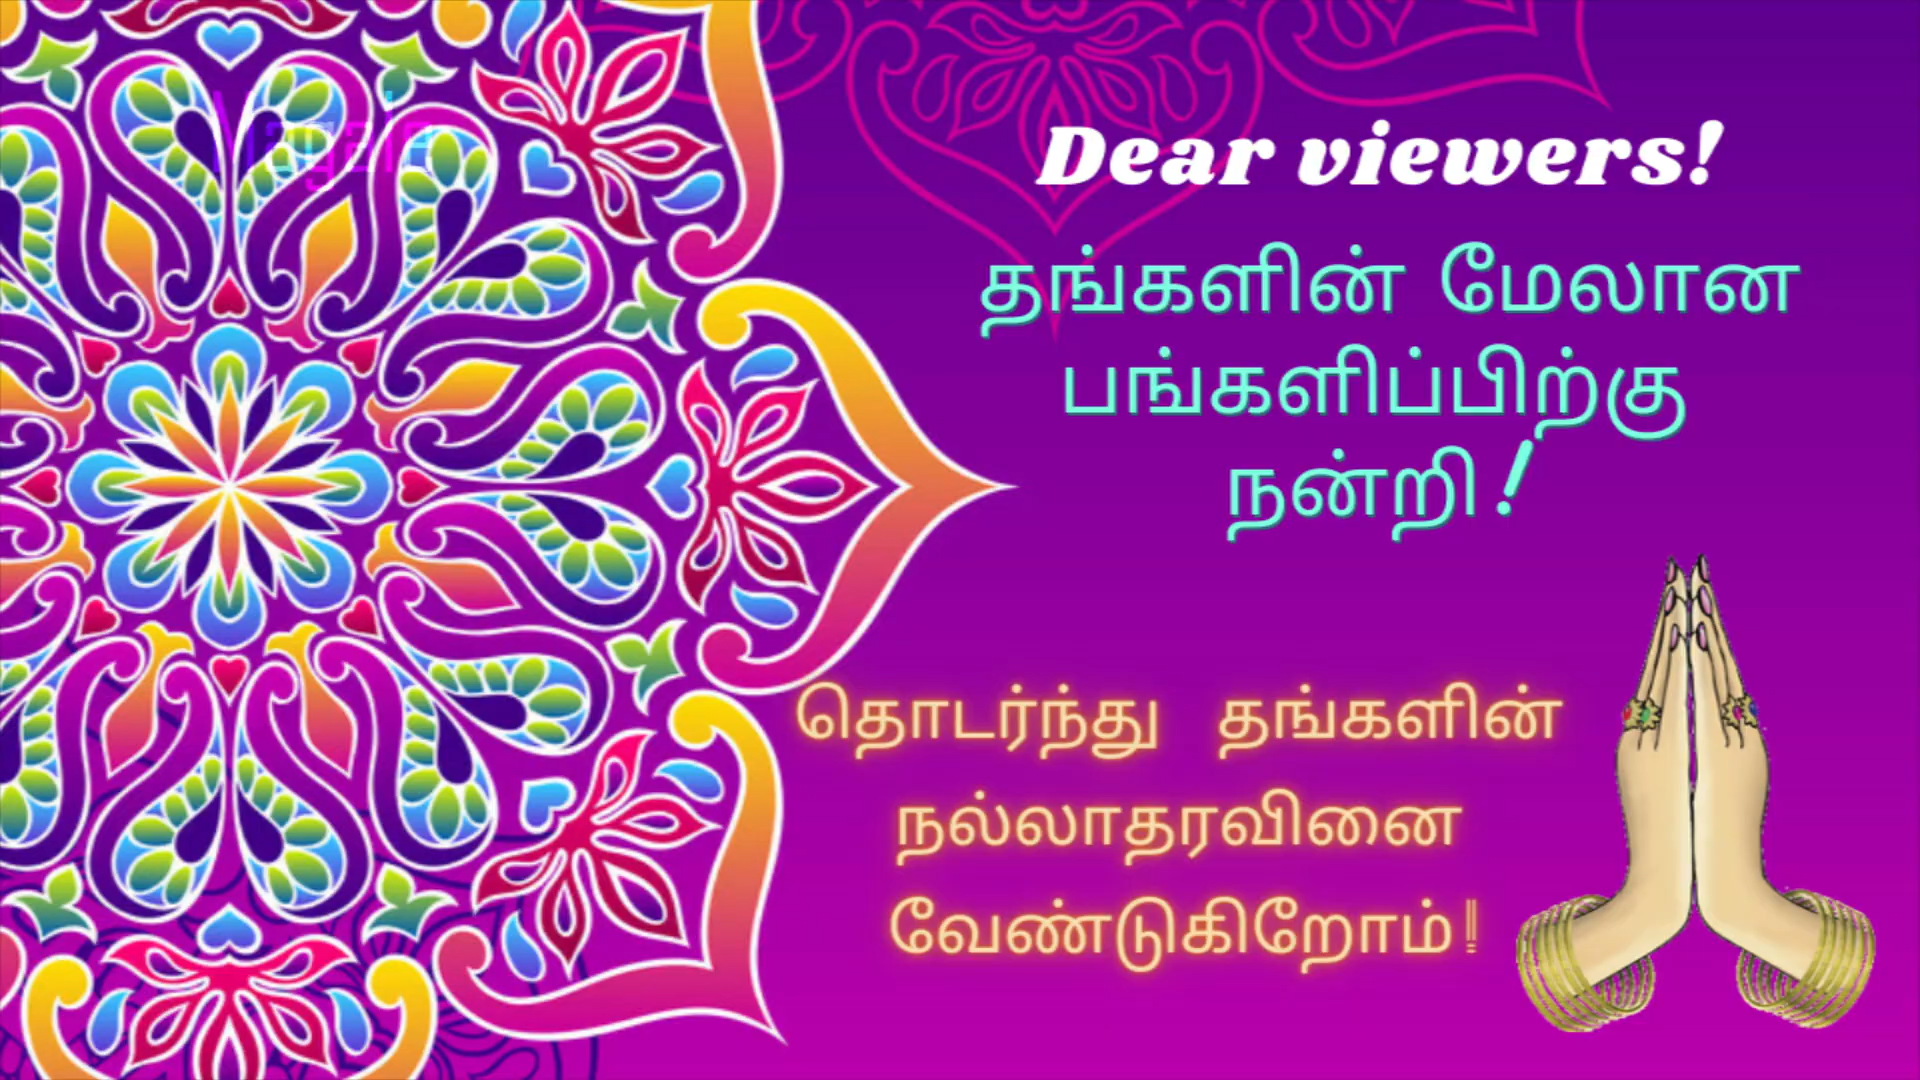 Dear viewers!
தங்களின் மேலான
பங்களிப்பிற்கு
நன்றி!
தொடர்ந்து தங்களின்
நல்லாதரவினை
வேண்டுகிறோம்!